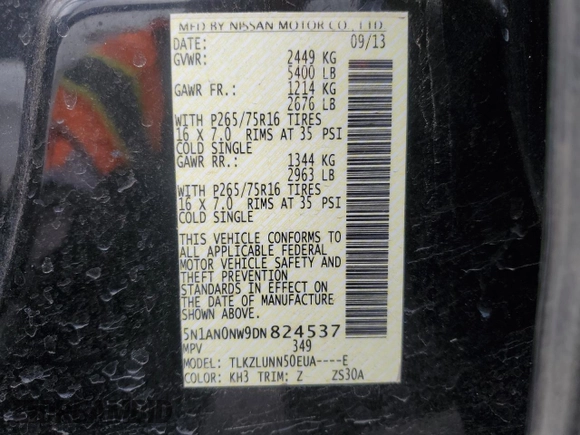 MFD BY NISSAN MOTOR CO., LTD.
DATE: 09/13
GVWR: 2449 KG
5400 LB
GAWR FR.: 1214 KG
2676 LB
WITH P265/75R16 TIRES
16 X 7.0 RIMS AT 35 PSI
COLD SINGLE
GAWR RR.: 1344 KG
2963 LB
WITH P265/75R16 TIRES
16 X 7.0 RIMS AT 35 PSI
COLD SINGLE
THIS VEHICLE CONFORMS TO
ALL APPLICABLE FEDERAL
MOTOR VEHICLE SAFETY AND
THEFT PREVENTION
STANDARDS IN EFFECT ON
THE DATE OF MANUFACTURE
SHOWN ABOVE.
5N1AN0NW9DN824537
MPV 349
MODEL: TLKZLUNN50EUA----E
COLOR: KH3 TRIM: Z ZS30A